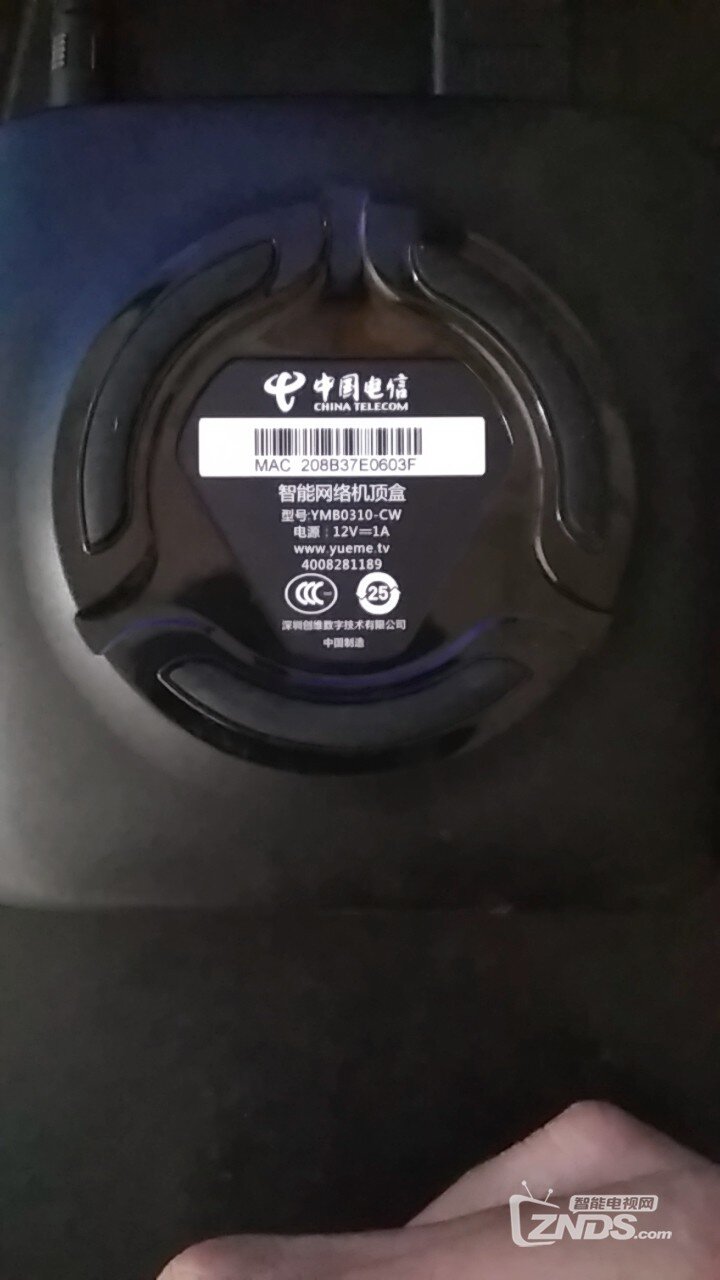 中国电信
CHINA TELECOM
MAC 208B37E0603F
智能网络机顶盒
型号:YMB0310-CW
电源：12V⎓1A
www.yueme.tv
4008281189
CCC
25
深圳创维数字技术有限公司
中国制造
智能电视网
ZNDS.com